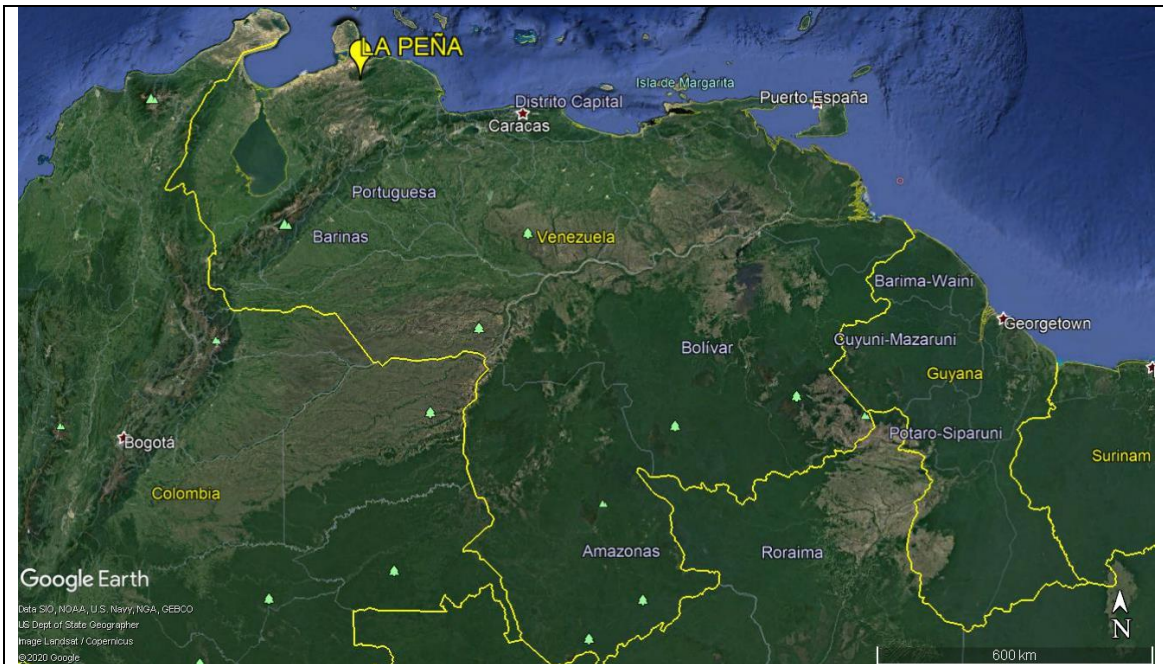 LA PEÑA
Isla de Margarita
Puerto España
Distrito Capital
Caracas
Portuguesa
Barinas
Venezuela
Barima-Waini
Georgetown
Cuyuni-Mazaruni
Bolívar
Guyana
Potaro-Siparuni
Bogotá
Surinam
Colombia
Amazonas
Roraima
Google Earth
Data SIO, NOAA, U.S. Navy, NGA, GEBCO
US Dept of State Geographer
Image Landsat / Copernicus
©2020 Google
N
600 km